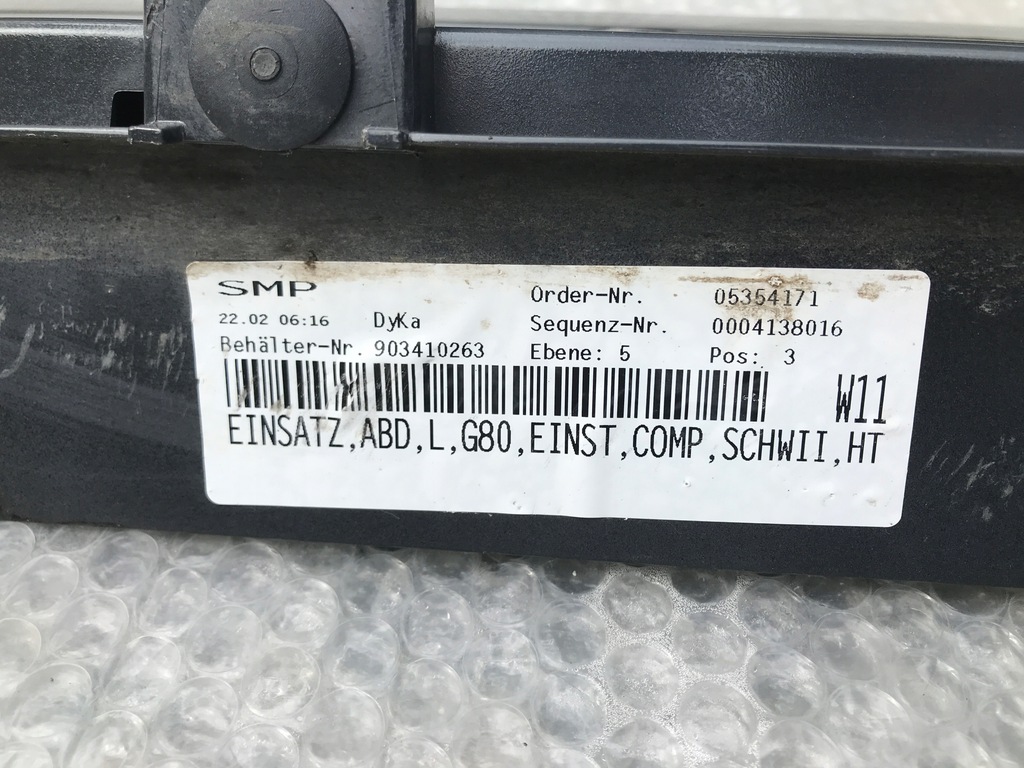 SMP
Order-Nr. 05354171
22.02 06:16 DyKa
Sequenz-Nr. 0004138016
Behälter-Nr. 903410263
Ebene: 5 Pos: 3
W11
EINSATZ,ABD,L,G80,EINST,COMP,SCHWII,HT